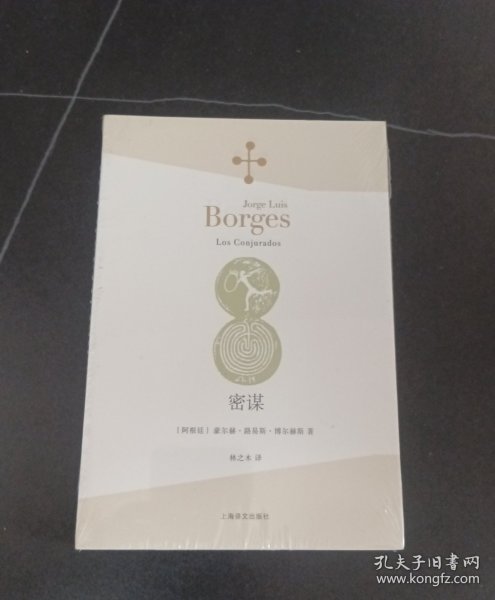 Jorge Luis
Borges
Los Conjurados
密谋
［阿根廷］豪尔赫·路易斯·博尔赫斯 著
林之木 译
上海译文出版社
孔夫子旧书网
www.kongfz.com